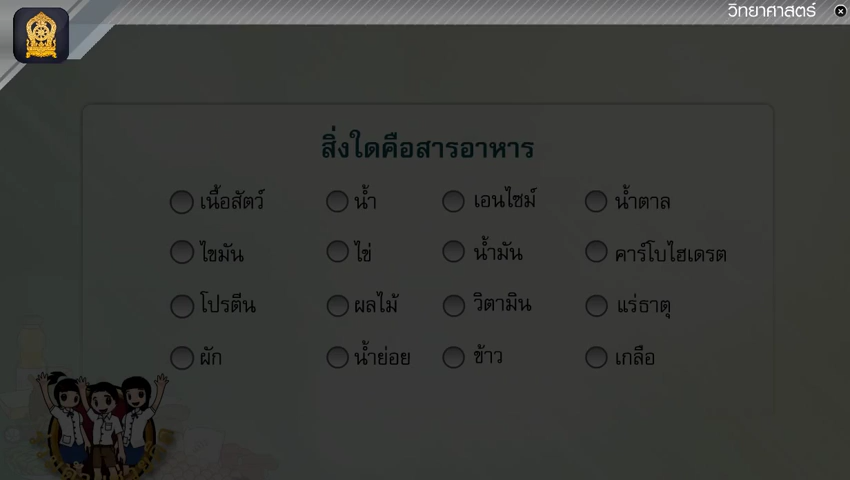 วิทยาศาสตร์
สิ่งใดคือสารอาหาร
เนื้อสัตว์ น้ำ เอนไซม์ น้ำตาล
ไขมัน ไข่ น้ำมัน คาร์โบไฮเดรต
โปรตีน ผลไม้ วิตามิน แร่ธาตุ
ผัก น้ำย่อย ข้าว เกลือ